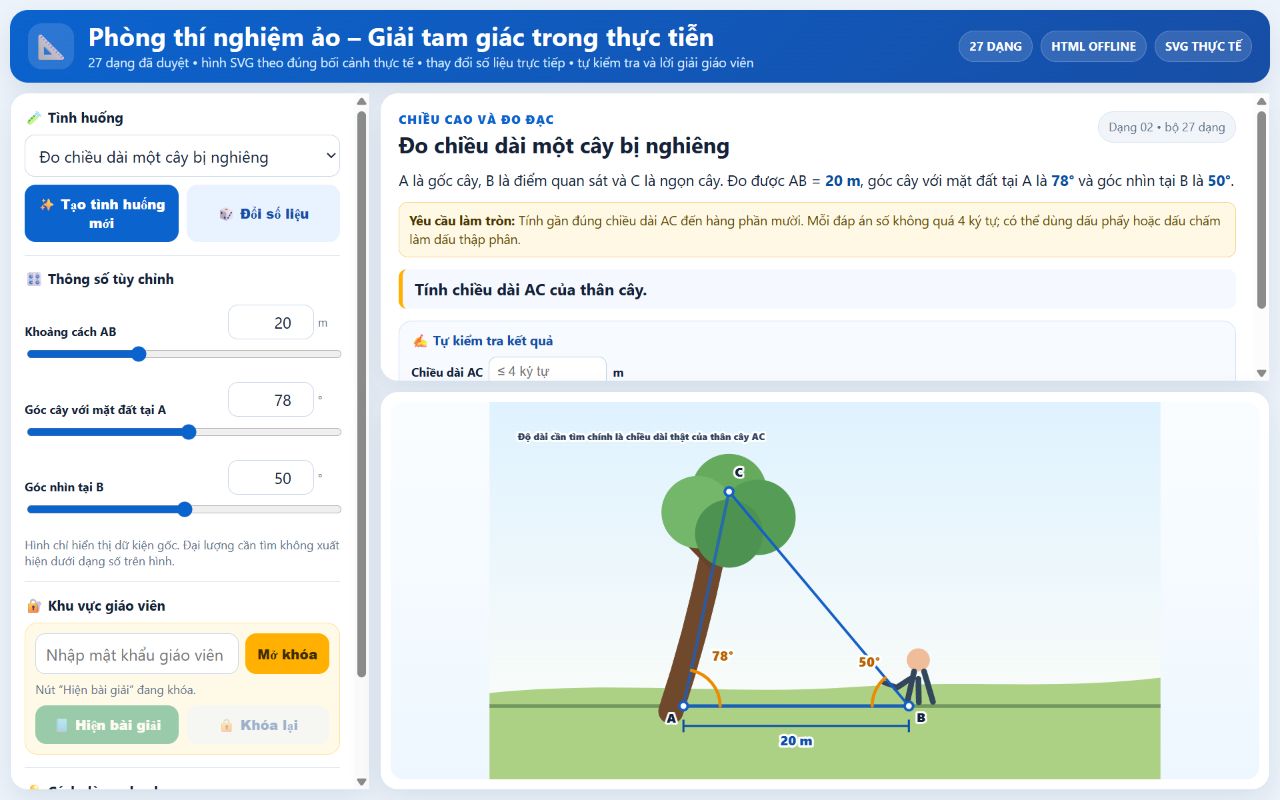 Phòng thí nghiệm ảo – Giải tam giác trong thực tiễn
27 dạng đã duyệt • hình SVG theo đúng bối cảnh thực tế • thay đổi số liệu trực tiếp • tự kiểm tra và lời giải giáo viên
27 DẠNG
HTML OFFLINE
SVG THỰC TẾ
Tình huống
Đo chiều dài một cây bị nghiêng
Tạo tình huống
mới
Đổi số liệu
Thông số tùy chỉnh
Khoảng cách AB
20 m
Góc cây với mặt đất tại A
78 °
Góc nhìn tại B
50 °
Hình chỉ hiển thị dữ kiện gốc. Đại lượng cần tìm không xuất
hiện dưới dạng số trên hình.
Khu vực giáo viên
Nhập mật khẩu giáo viên
Mở khóa
Nút “Hiện bài giải” đang khóa.
Hiện bài giải
Khóa lại
CHIỀU CAO VÀ ĐO ĐẠC
Đo chiều dài một cây bị nghiêng
Dạng 02 • bộ 27 dạng
A là gốc cây, B là điểm quan sát và C là ngọn cây. Đo được AB = 20 m, góc cây với mặt đất tại A là 78° và góc nhìn tại B là 50°.
Yêu cầu làm tròn: Tính gần đúng chiều dài AC đến hàng phần mười. Mỗi đáp án số không quá 4 ký tự; có thể dùng dấu phẩy hoặc dấu chấm
làm dấu thập phân.
Tính chiều dài AC của thân cây.
Tự kiểm tra kết quả
Chiều dài AC ≤ 4 ký tự m
Độ dài cần tìm chính là chiều dài thật của thân cây AC
C
78°
50°
A
B
20 m